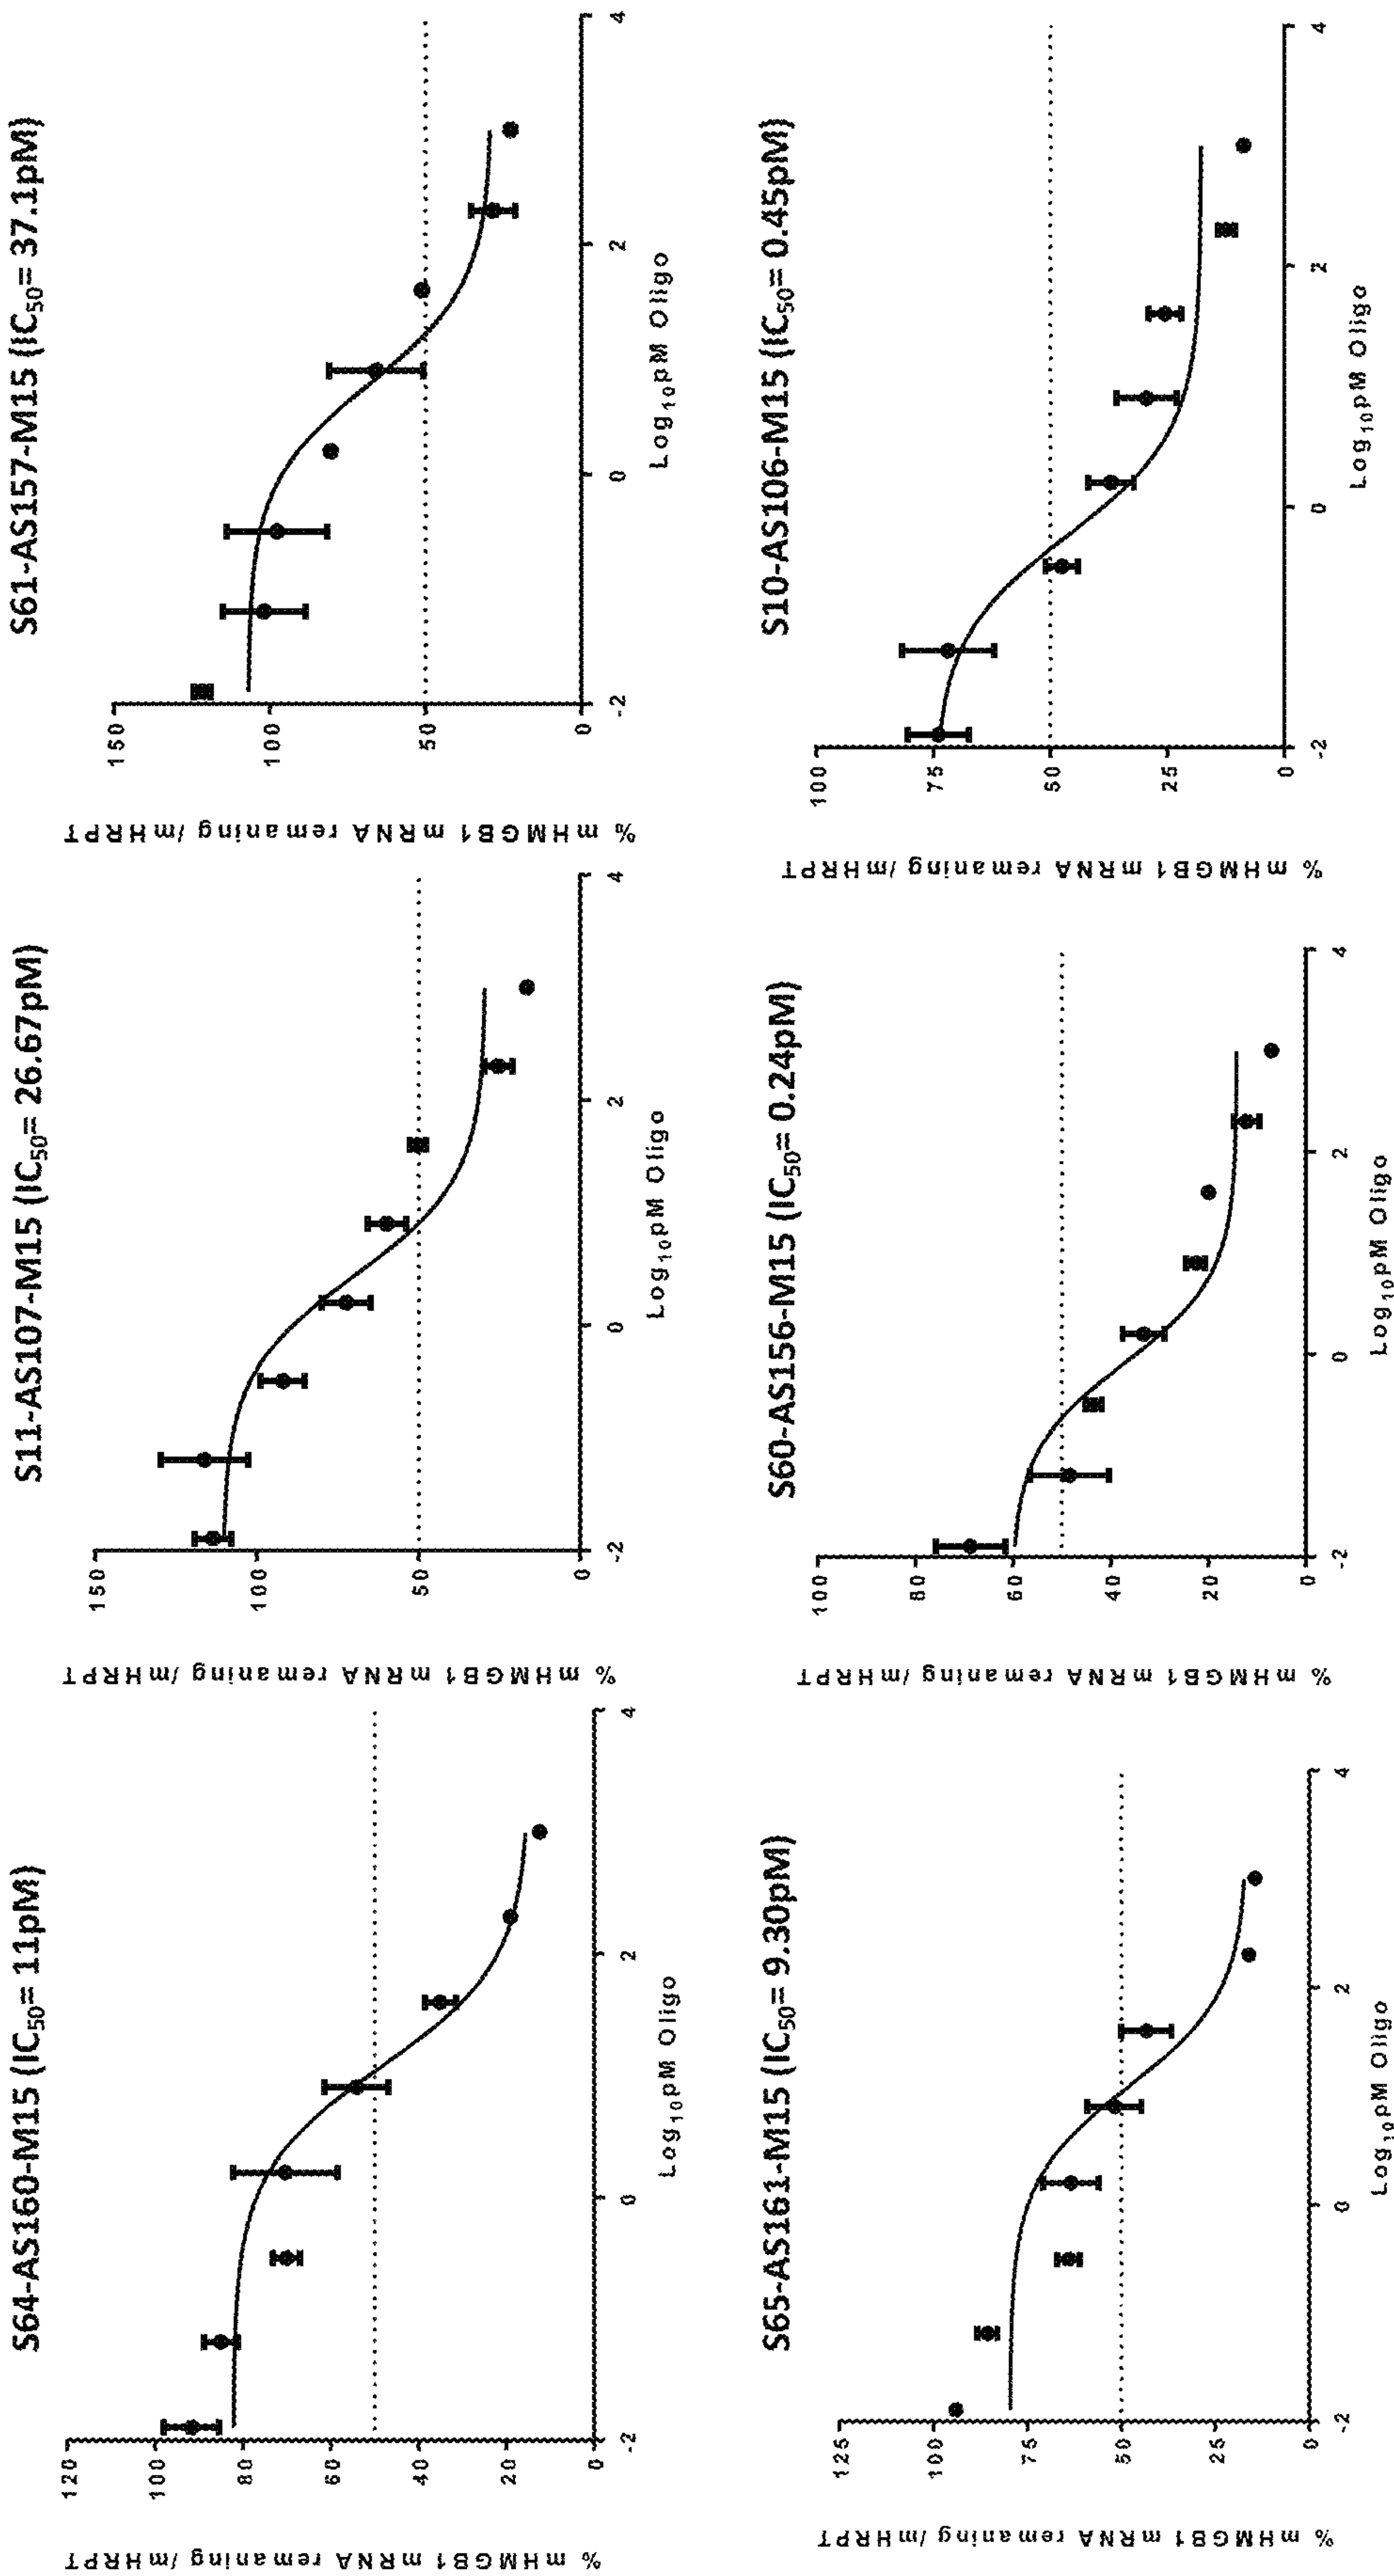 S64-AS160-M15 (IC₅₀= 11pM)
% mHMGB1 mRNA remaning/mHRPT
120
100
80
60
40
20
0
-2 0 2 4
Log₁₀pM Oligo
S11-AS107-M15 (IC₅₀= 26.67pM)
% mHMGB1 mRNA remaning/mHRPT
150
100
50
0
-2 0 2 4
Log₁₀pM Oligo
S61-AS157-M15 (IC₅₀= 37.1pM)
% mHMGB1 mRNA remaning/mHRPT
150
100
50
0
-2 0 2 4
Log₁₀pM Oligo
S65-AS161-M15 (IC₅₀= 9.30pM)
% mHMGB1 mRNA remaning/mHRPT
125
100
75
50
25
0
-2 0 2 4
Log₁₀pM Oligo
S60-AS156-M15 (IC₅₀= 0.24pM)
% mHMGB1 mRNA remaning/mHRPT
100
80
60
40
20
0
-2 0 2 4
Log₁₀pM Oligo
S10-AS106-M15 (IC₅₀= 0.45pM)
% mHMGB1 mRNA remaning/mHRPT
100
75
50
25
0
-2 0 2 4
Log₁₀pM Oligo